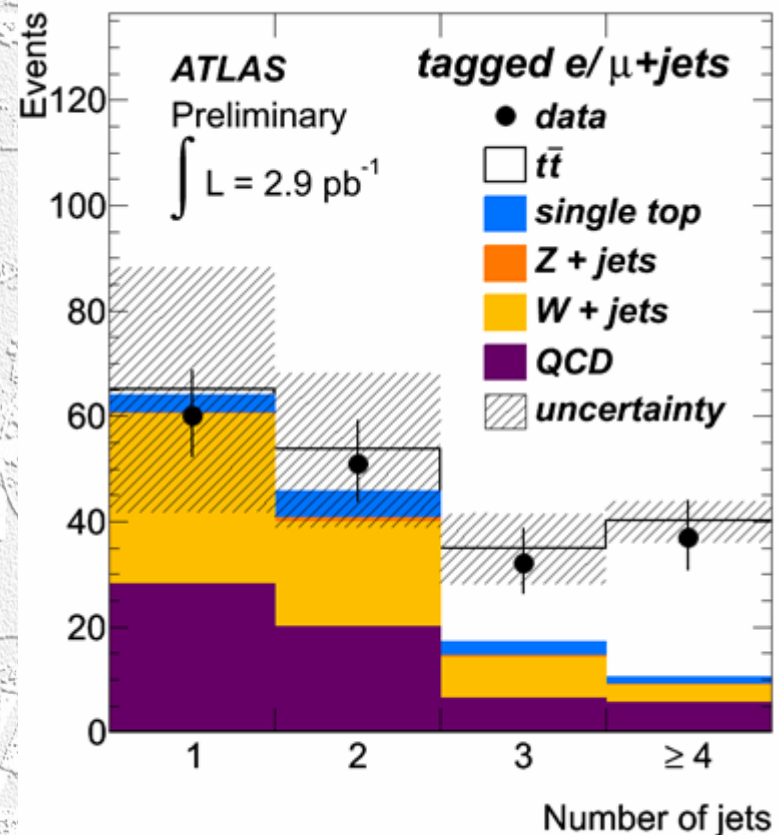 Events
120
100
80
60
40
20
0
ATLAS
Preliminary
∫ L = 2.9 pb⁻¹
tagged e/ μ+jets
data
tt̄
single top
Z + jets
W + jets
QCD
uncertainty
1 2 3 ≥ 4
Number of jets